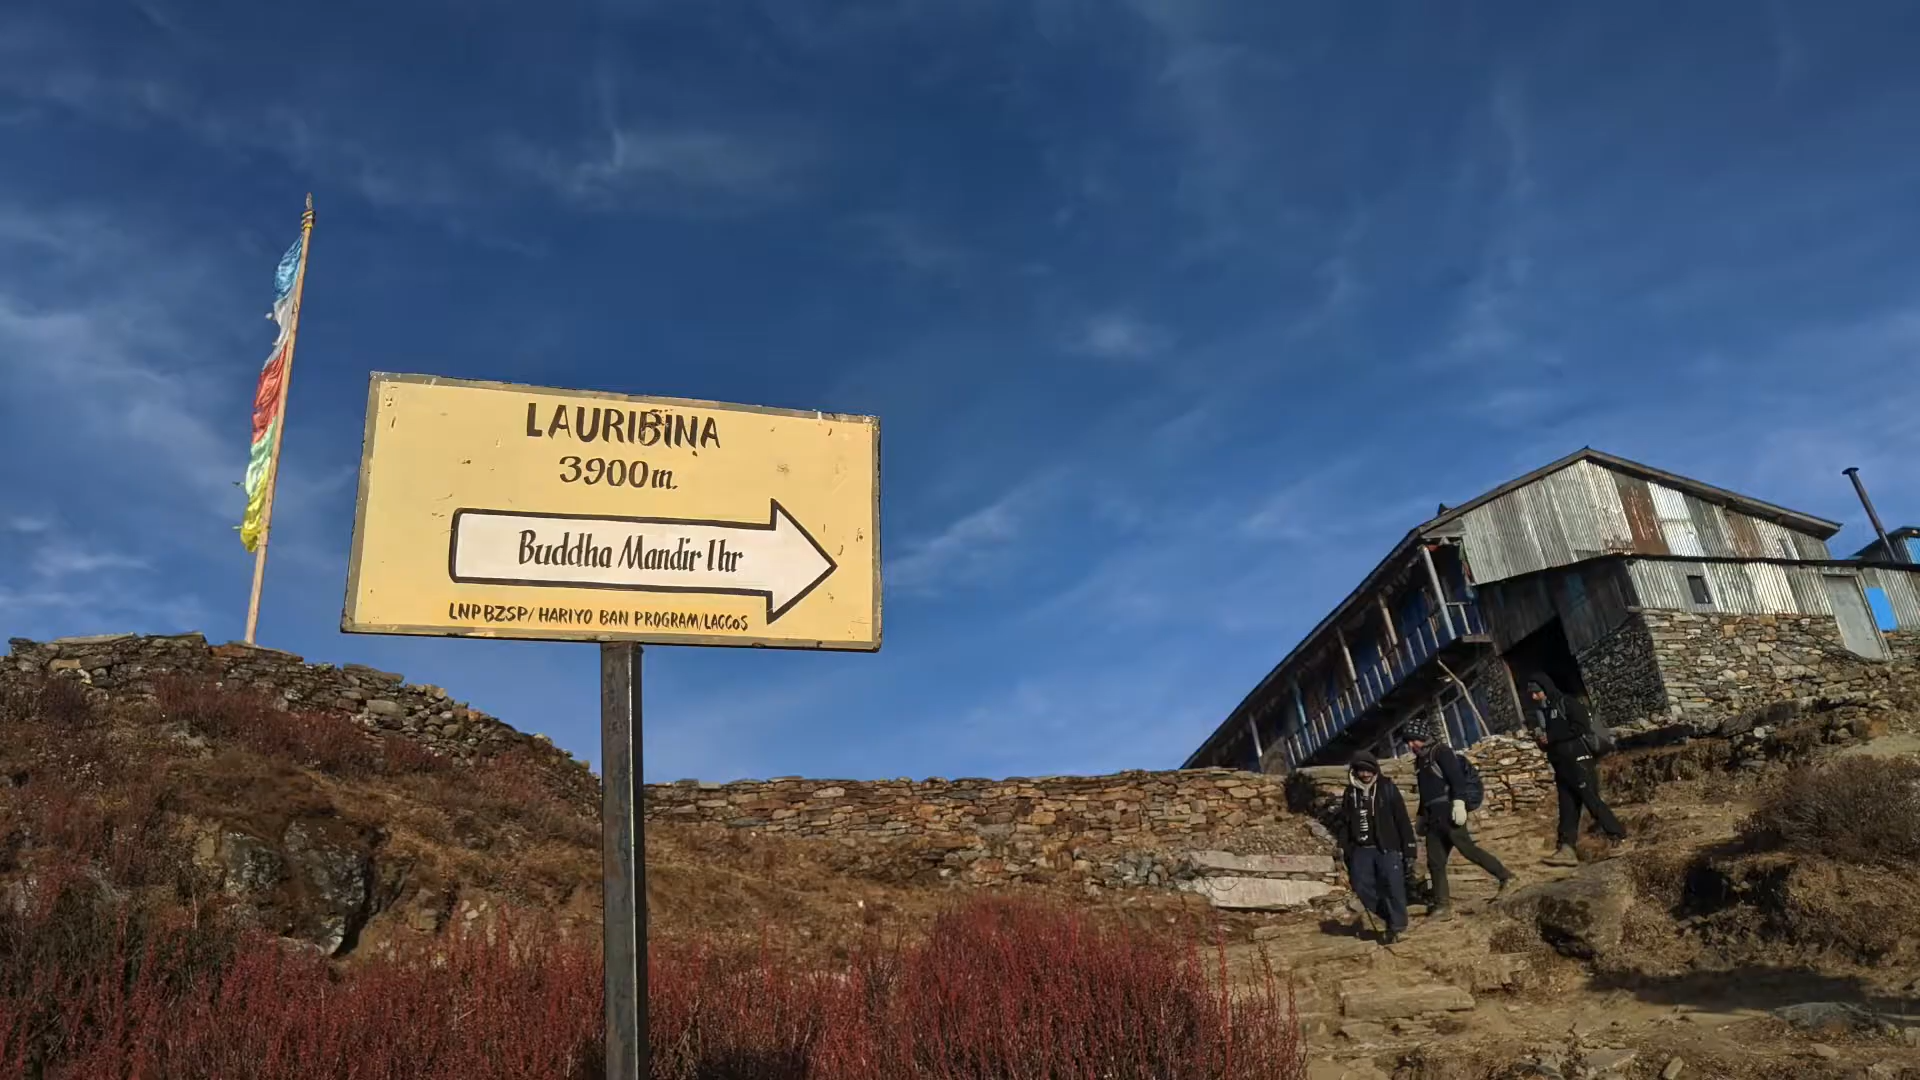 LAURIBINA
3900m.
Buddha Mandir 1hr
LNPBZSP/HARIYO BAN PROGRAM/LACCoS